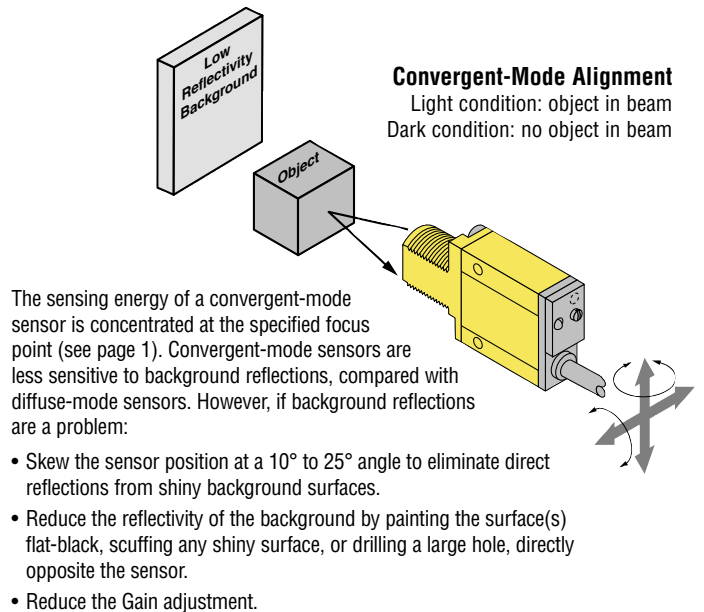 Low
Reflectivity
Background
Convergent-Mode Alignment
Light condition: object in beam
Dark condition: no object in beam
Object
The sensing energy of a convergent-mode
sensor is concentrated at the specified focus
point (see page 1). Convergent-mode sensors are
less sensitive to background reflections, compared with
diffuse-mode sensors. However, if background reflections
are a problem:
• Skew the sensor position at a 10° to 25° angle to eliminate direct
reflections from shiny background surfaces.
• Reduce the reflectivity of the background by painting the surface(s)
flat-black, scuffing any shiny surface, or drilling a large hole, directly
opposite the sensor.
• Reduce the Gain adjustment.